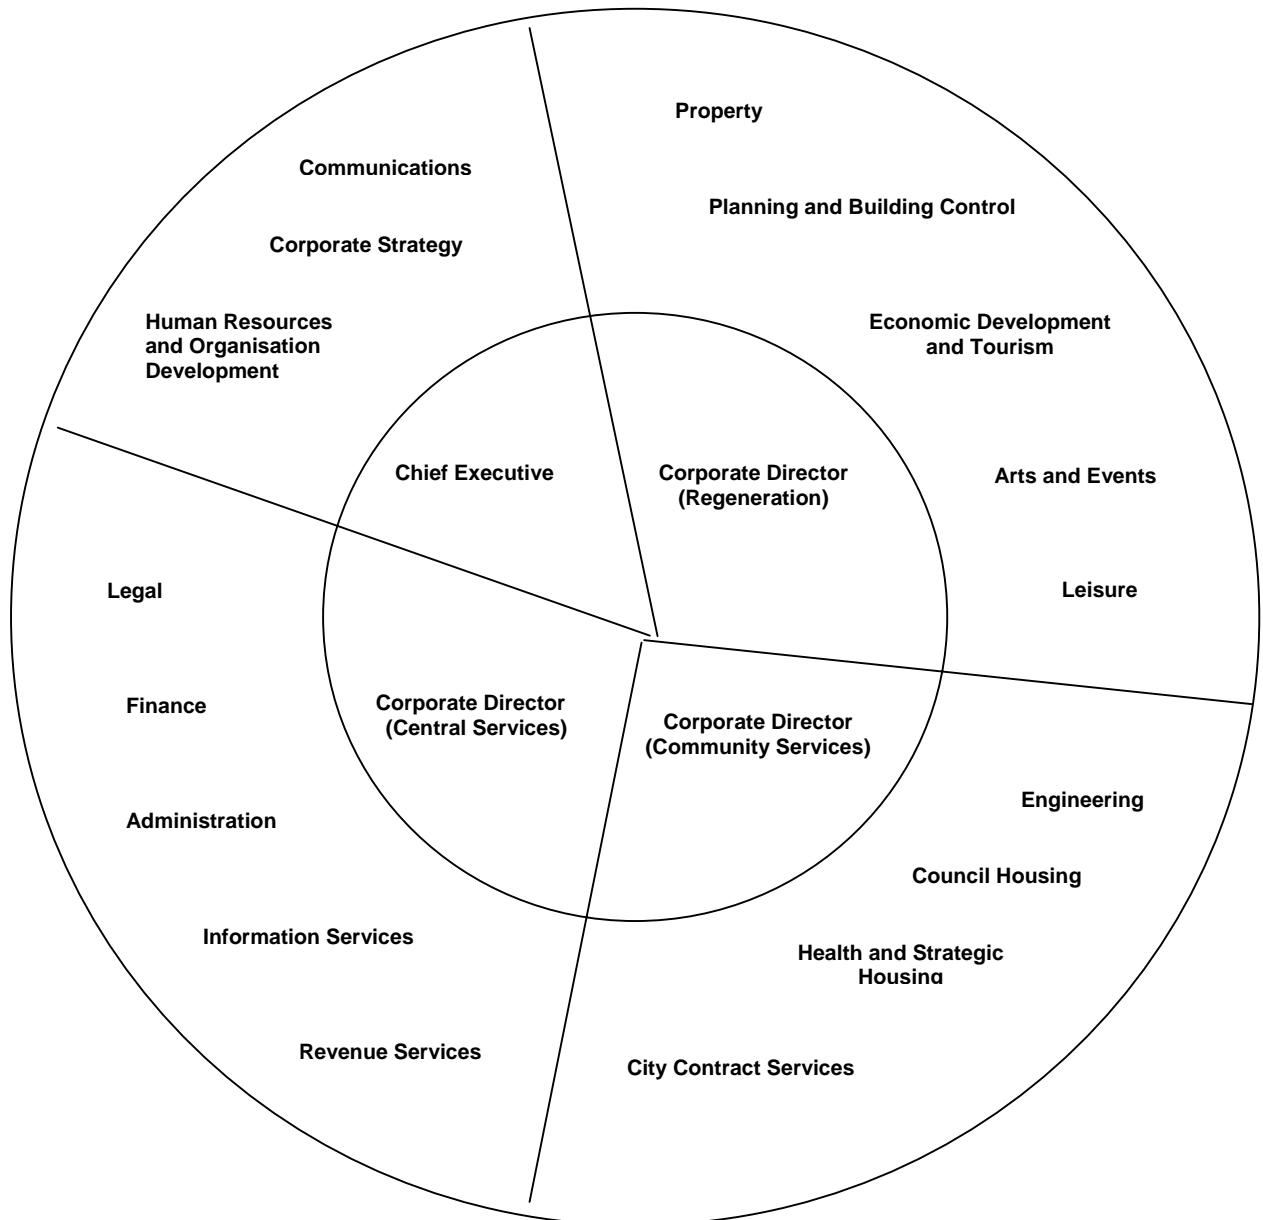 Property
Communications
Planning and Building Control
Corporate Strategy
Human Resources
and Organisation
Development
Economic Development
and Tourism
Chief Executive
Corporate Director
(Regeneration)
Arts and Events
Legal
Leisure
Finance
Corporate Director
(Central Services)
Corporate Director
(Community Services)
Engineering
Administration
Council Housing
Information Services
Health and Strategic
Housing
Revenue Services
City Contract Services